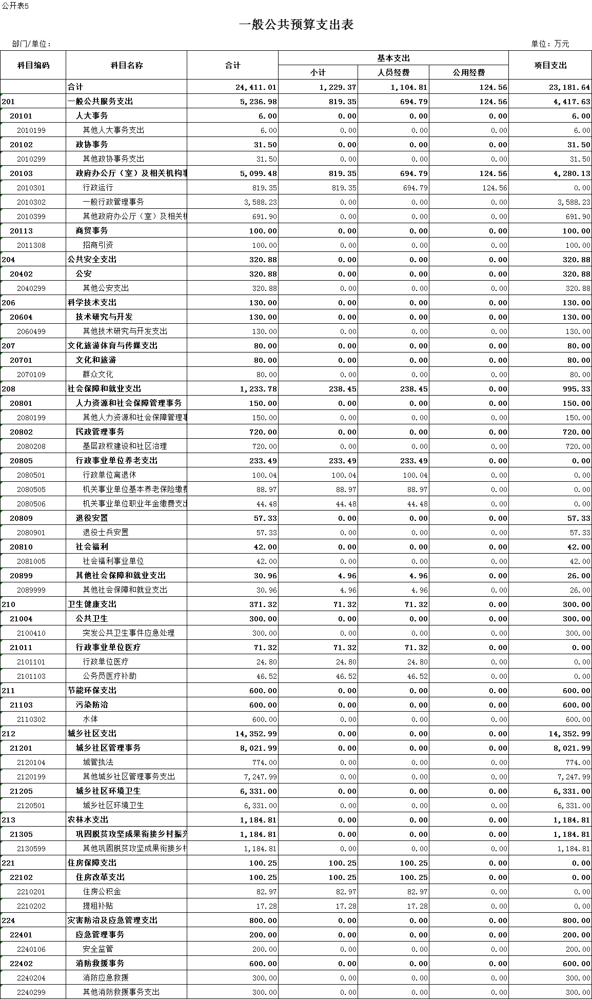 公开表5
一般公共预算支出表
部门/单位： 单位：万元
科目编码 科目名称 合计 基本支出 项目支出
小计 人员经费 公用经费
合计 24,411.01 1,229.37 1,104.81 124.56 23,181.64
201 一般公共服务支出 5,236.98 819.35 694.79 124.56 4,417.63
20101 人大事务 6.00 0.00 0.00 0.00 6.00
2010199 其他人大事务支出 6.00 0.00 0.00 0.00 6.00
20102 政协事务 31.50 0.00 0.00 0.00 31.50
2010299 其他政协事务支出 31.50 0.00 0.00 0.00 31.50
20103 政府办公厅（室）及相关机构事 5,099.48 819.35 694.79 124.56 4,280.13
2010301 行政运行 819.35 819.35 694.79 124.56 0.00
2010302 一般行政管理事务 3,588.23 0.00 0.00 0.00 3,588.23
2010399 其他政府办公厅（室）及相关机 691.90 0.00 0.00 0.00 691.90
20113 商贸事务 100.00 0.00 0.00 0.00 100.00
2011308 招商引资 100.00 0.00 0.00 0.00 100.00
204 公共安全支出 320.88 0.00 0.00 0.00 320.88
20402 公安 320.88 0.00 0.00 0.00 320.88
2040299 其他公安支出 320.88 0.00 0.00 0.00 320.88
206 科学技术支出 130.00 0.00 0.00 0.00 130.00
20604 技术研究与开发 130.00 0.00 0.00 0.00 130.00
2060499 其他技术研究与开发支出 130.00 0.00 0.00 0.00 130.00
207 文化旅游体育与传媒支出 80.00 0.00 0.00 0.00 80.00
20701 文化和旅游 80.00 0.00 0.00 0.00 80.00
2070109 群众文化 80.00 0.00 0.00 0.00 80.00
208 社会保障和就业支出 1,233.78 238.45 238.45 0.00 995.33
20801 人力资源和社会保障管理事务 150.00 0.00 0.00 0.00 150.00
2080199 其他人力资源和社会保障管理事 150.00 0.00 0.00 0.00 150.00
20802 民政管理事务 720.00 0.00 0.00 0.00 720.00
2080208 基层政权建设和社区治理 720.00 0.00 0.00 0.00 720.00
20805 行政事业单位养老支出 233.49 233.49 233.49 0.00 0.00
2080501 行政单位离退休 100.04 100.04 100.04 0.00 0.00
2080505 机关事业单位基本养老保险缴费 88.97 88.97 88.97 0.00 0.00
2080506 机关事业单位职业年金缴费支出 44.48 44.48 44.48 0.00 0.00
20809 退役安置 57.33 0.00 0.00 0.00 57.33
2080901 退役士兵安置 57.33 0.00 0.00 0.00 57.33
20810 社会福利 42.00 0.00 0.00 0.00 42.00
2081005 社会福利事业单位 42.00 0.00 0.00 0.00 42.00
20899 其他社会保障和就业支出 30.96 4.96 4.96 0.00 26.00
2089999 其他社会保障和就业支出 30.96 4.96 4.96 0.00 26.00
210 卫生健康支出 371.32 71.32 71.32 0.00 300.00
21004 公共卫生 300.00 0.00 0.00 0.00 300.00
2100410 突发公共卫生事件应急处理 300.00 0.00 0.00 0.00 300.00
21011 行政事业单位医疗 71.32 71.32 71.32 0.00 0.00
2101101 行政单位医疗 24.80 24.80 24.80 0.00 0.00
2101103 公务员医疗补助 46.52 46.52 46.52 0.00 0.00
211 节能环保支出 600.00 0.00 0.00 0.00 600.00
21103 污染防治 600.00 0.00 0.00 0.00 600.00
2110302 水体 600.00 0.00 0.00 0.00 600.00
212 城乡社区支出 14,352.99 0.00 0.00 0.00 14,352.99
21201 城乡社区管理事务 8,021.99 0.00 0.00 0.00 8,021.99
2120104 城管执法 774.00 0.00 0.00 0.00 774.00
2120199 其他城乡社区管理事务支出 7,247.99 0.00 0.00 0.00 7,247.99
21205 城乡社区环境卫生 6,331.00 0.00 0.00 0.00 6,331.00
2120501 城乡社区环境卫生 6,331.00 0.00 0.00 0.00 6,331.00
213 农林水支出 1,184.81 0.00 0.00 0.00 1,184.81
21305 巩固脱贫攻坚成果衔接乡村振兴 1,184.81 0.00 0.00 0.00 1,184.81
2130599 其他巩固脱贫攻坚成果衔接乡村 1,184.81 0.00 0.00 0.00 1,184.81
221 住房保障支出 100.25 100.25 100.25 0.00 0.00
22102 住房改革支出 100.25 100.25 100.25 0.00 0.00
2210201 住房公积金 82.97 82.97 82.97 0.00 0.00
2210202 提租补贴 17.28 17.28 17.28 0.00 0.00
224 灾害防治及应急管理支出 800.00 0.00 0.00 0.00 800.00
22401 应急管理事务 200.00 0.00 0.00 0.00 200.00
2240106 安全监管 200.00 0.00 0.00 0.00 200.00
22402 消防救援事务 600.00 0.00 0.00 0.00 600.00
2240204 消防应急救援 300.00 0.00 0.00 0.00 300.00
2240299 其他消防救援事务支出 300.00 0.00 0.00 0.00 300.00